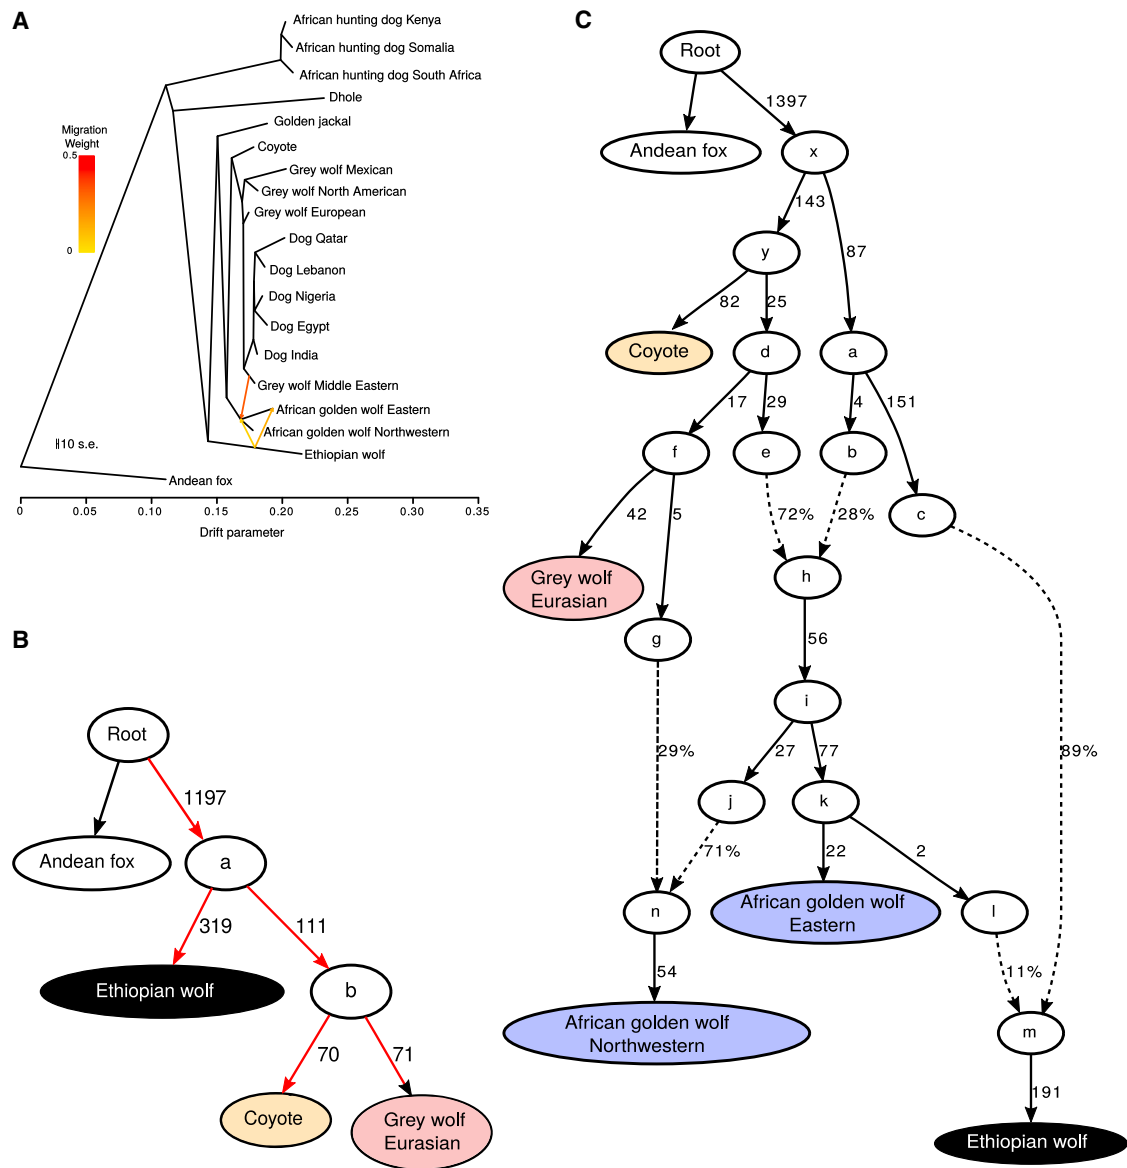 A
African hunting dog Kenya
African hunting dog Somalia
African hunting dog South Africa
Dhole
Golden jackal
Coyote
Grey wolf Mexican
Grey wolf North American
Grey wolf European
Dog Qatar
Dog Lebanon
Dog Nigeria
Dog Egypt
Dog India
Grey wolf Middle Eastern
African golden wolf Eastern
African golden wolf Northwestern
Ethiopian wolf
Andean fox
Migration
Weight
0.5
0
10 s.e.
0 0.05 0.10 0.15 0.20 0.25 0.30 0.35
Drift parameter
B
Root
1197
Andean fox
a
319
111
Ethiopian wolf
b
70
71
Coyote
Grey wolf
Eurasian
C
Root
1397
Andean fox
x
143
87
y
82
25
Coyote
d
a
17
29
4
151
f
e
b
c
42
5
72%
28%
Grey wolf
Eurasian
h
g
56
i
29%
27
77
89%
j
k
71%
22
2
n
African golden wolf
Eastern
l
54
11%
African golden wolf
Northwestern
m
191
Ethiopian wolf